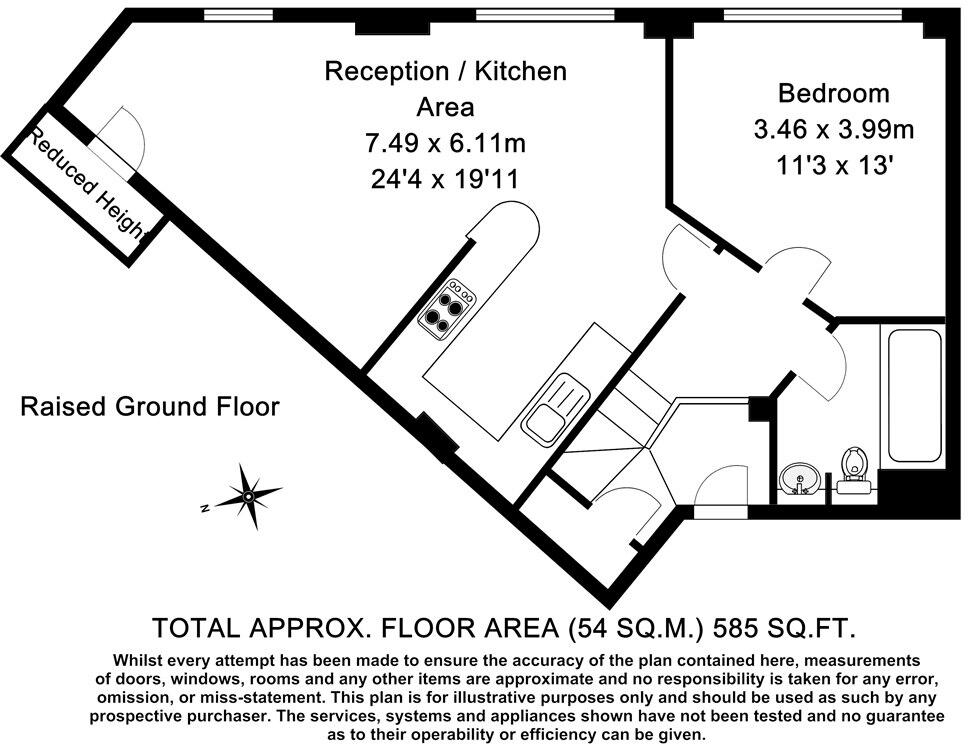 Reception / Kitchen
Area
7.49 x 6.11m
24'4 x 19'11
Bedroom
3.46 x 3.99m
11'3 x 13'
Reduced Height
Raised Ground Floor
N
TOTAL APPROX. FLOOR AREA (54 SQ.M.) 585 SQ.FT.
Whilst every attempt has been made to ensure the accuracy of the plan contained here, measurements
of doors, windows, rooms and any other items are approximate and no responsibility is taken for any error,
omission, or miss-statement. This plan is for illustrative purposes only and should be used as such by any
prospective purchaser. The services, systems and appliances shown have not been tested and no guarantee
as to their operability or efficiency can be given.